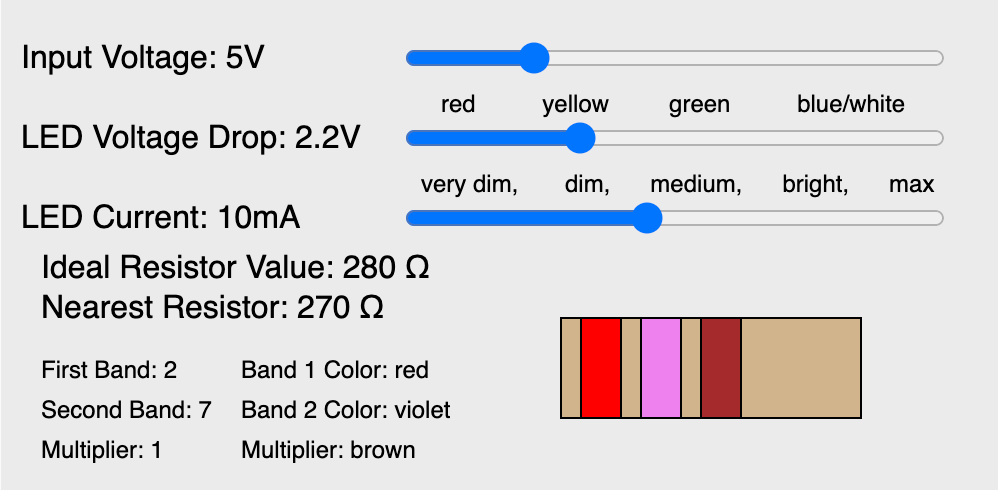 Input Voltage: 5V
red yellow green blue/white
LED Voltage Drop: 2.2V
very dim, dim, medium, bright, max
LED Current: 10mA
Ideal Resistor Value: 280 Ω
Nearest Resistor: 270 Ω
First Band: 2 Band 1 Color: red
Second Band: 7 Band 2 Color: violet
Multiplier: 1 Multiplier: brown